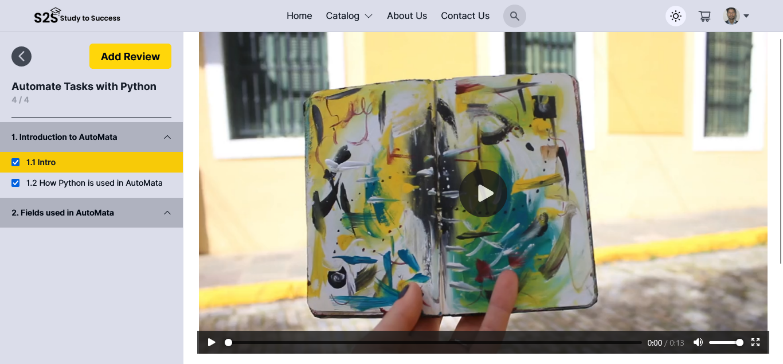 S2S Study to Success
Home Catalog About Us Contact Us
Add Review
Automate Tasks with Python
4 / 4
1. Introduction to AutoMata
1.1 Intro
1.2 How Python is used in AutoMata
2. Fields used in AutoMata
0:00 / 0:13